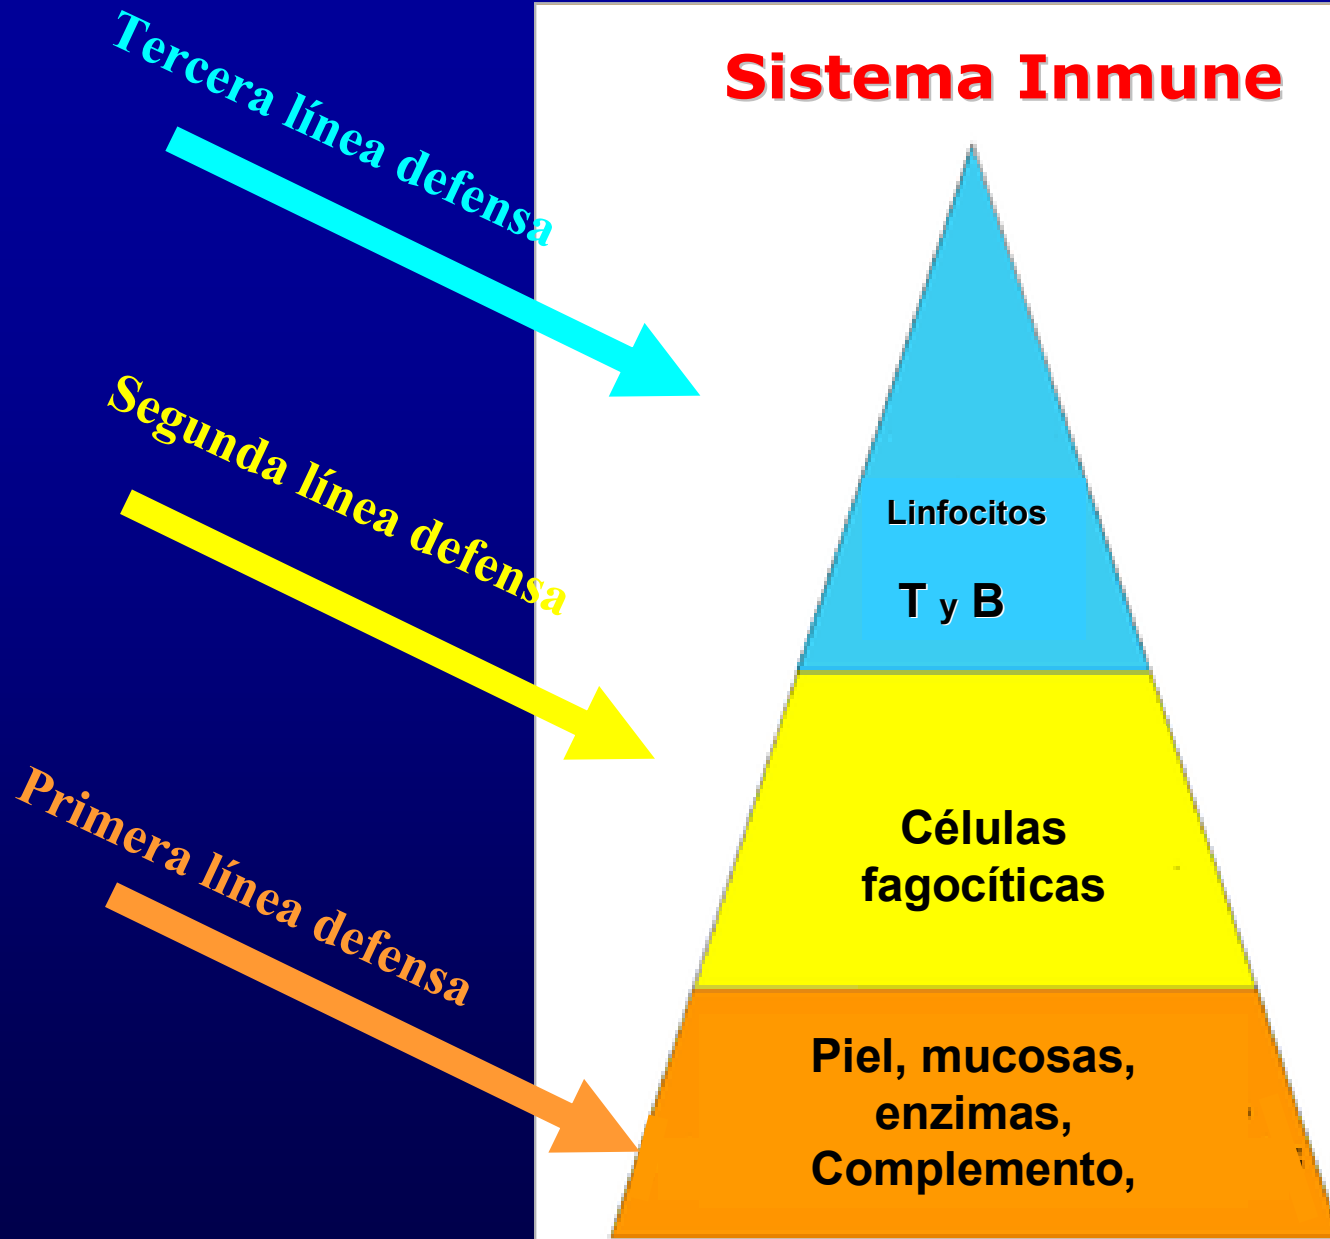 Sistema Inmune
Tercera línea defensa
Linfocitos
T y B
Segunda línea defensa
Células
fagocíticas
Primera línea defensa
Piel, mucosas,
enzimas,
Complemento,